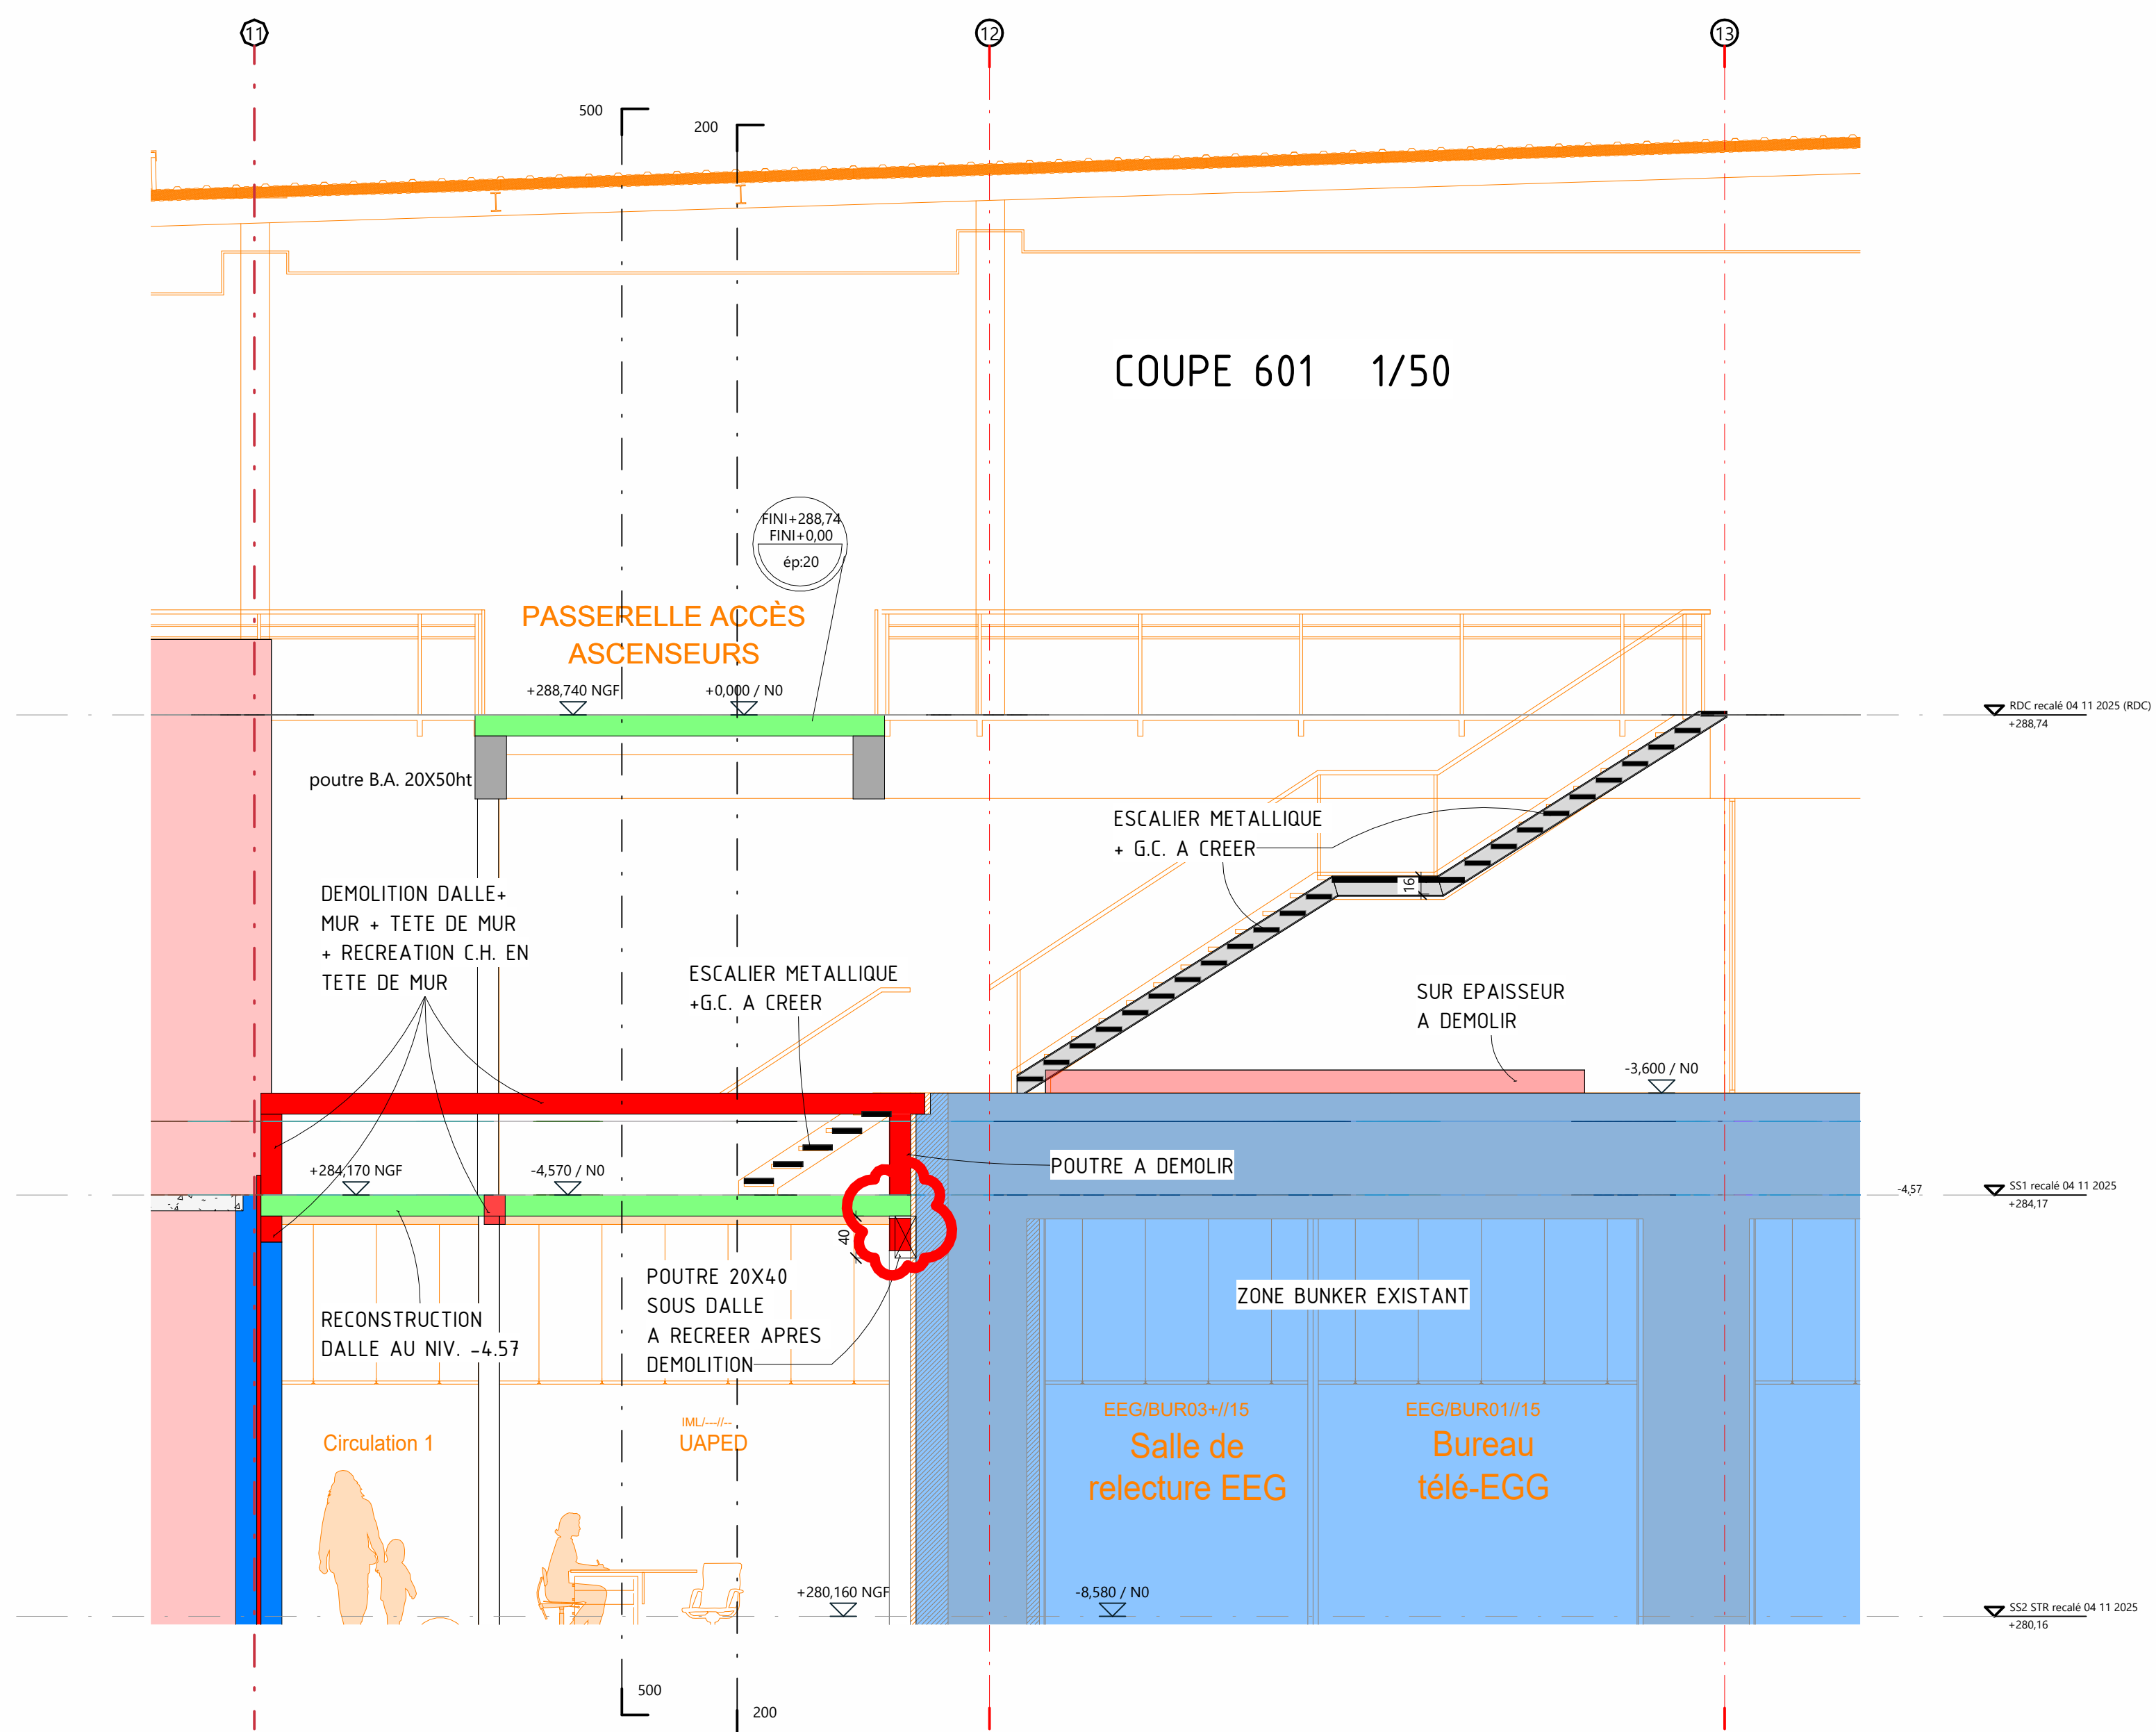 11
12
13
500
200
COUPE 601 1/50
FINI+288,74
FINI+0,00
ép:20
PASSERELLE ACCÈS
ASCENSEURS
+288,740 NGF
+0,000 / N0
RDC recalé 04 11 2025 (RDC)
+288,74
poutre B.A. 20X50ht
ESCALIER METALLIQUE
+ G.C. A CREER
16
DEMOLITION DALLE+
MUR + TETE DE MUR
+ RECREATION C.H. EN
TETE DE MUR
ESCALIER METALLIQUE
+G.C. A CREER
SUR EPAISSEUR
A DEMOLIR
-3,600 / N0
+284,170 NGF
-4,570 / N0
POUTRE A DEMOLIR
-4,57
SS1 recalé 04 11 2025
+284,17
40
POUTRE 20X40
SOUS DALLE
A RECREER APRES
DEMOLITION
RECONSTRUCTION
DALLE AU NIV. -4.57
ZONE BUNKER EXISTANT
Circulation 1
IML/---//--
UAPED
EEG/BUR03+//15
Salle de
relecture EEG
EEG/BUR01//15
Bureau
télé-EGG
+280,160 NGF
-8,580 / N0
SS2 STR recalé 04 11 2025
+280,16
500
200